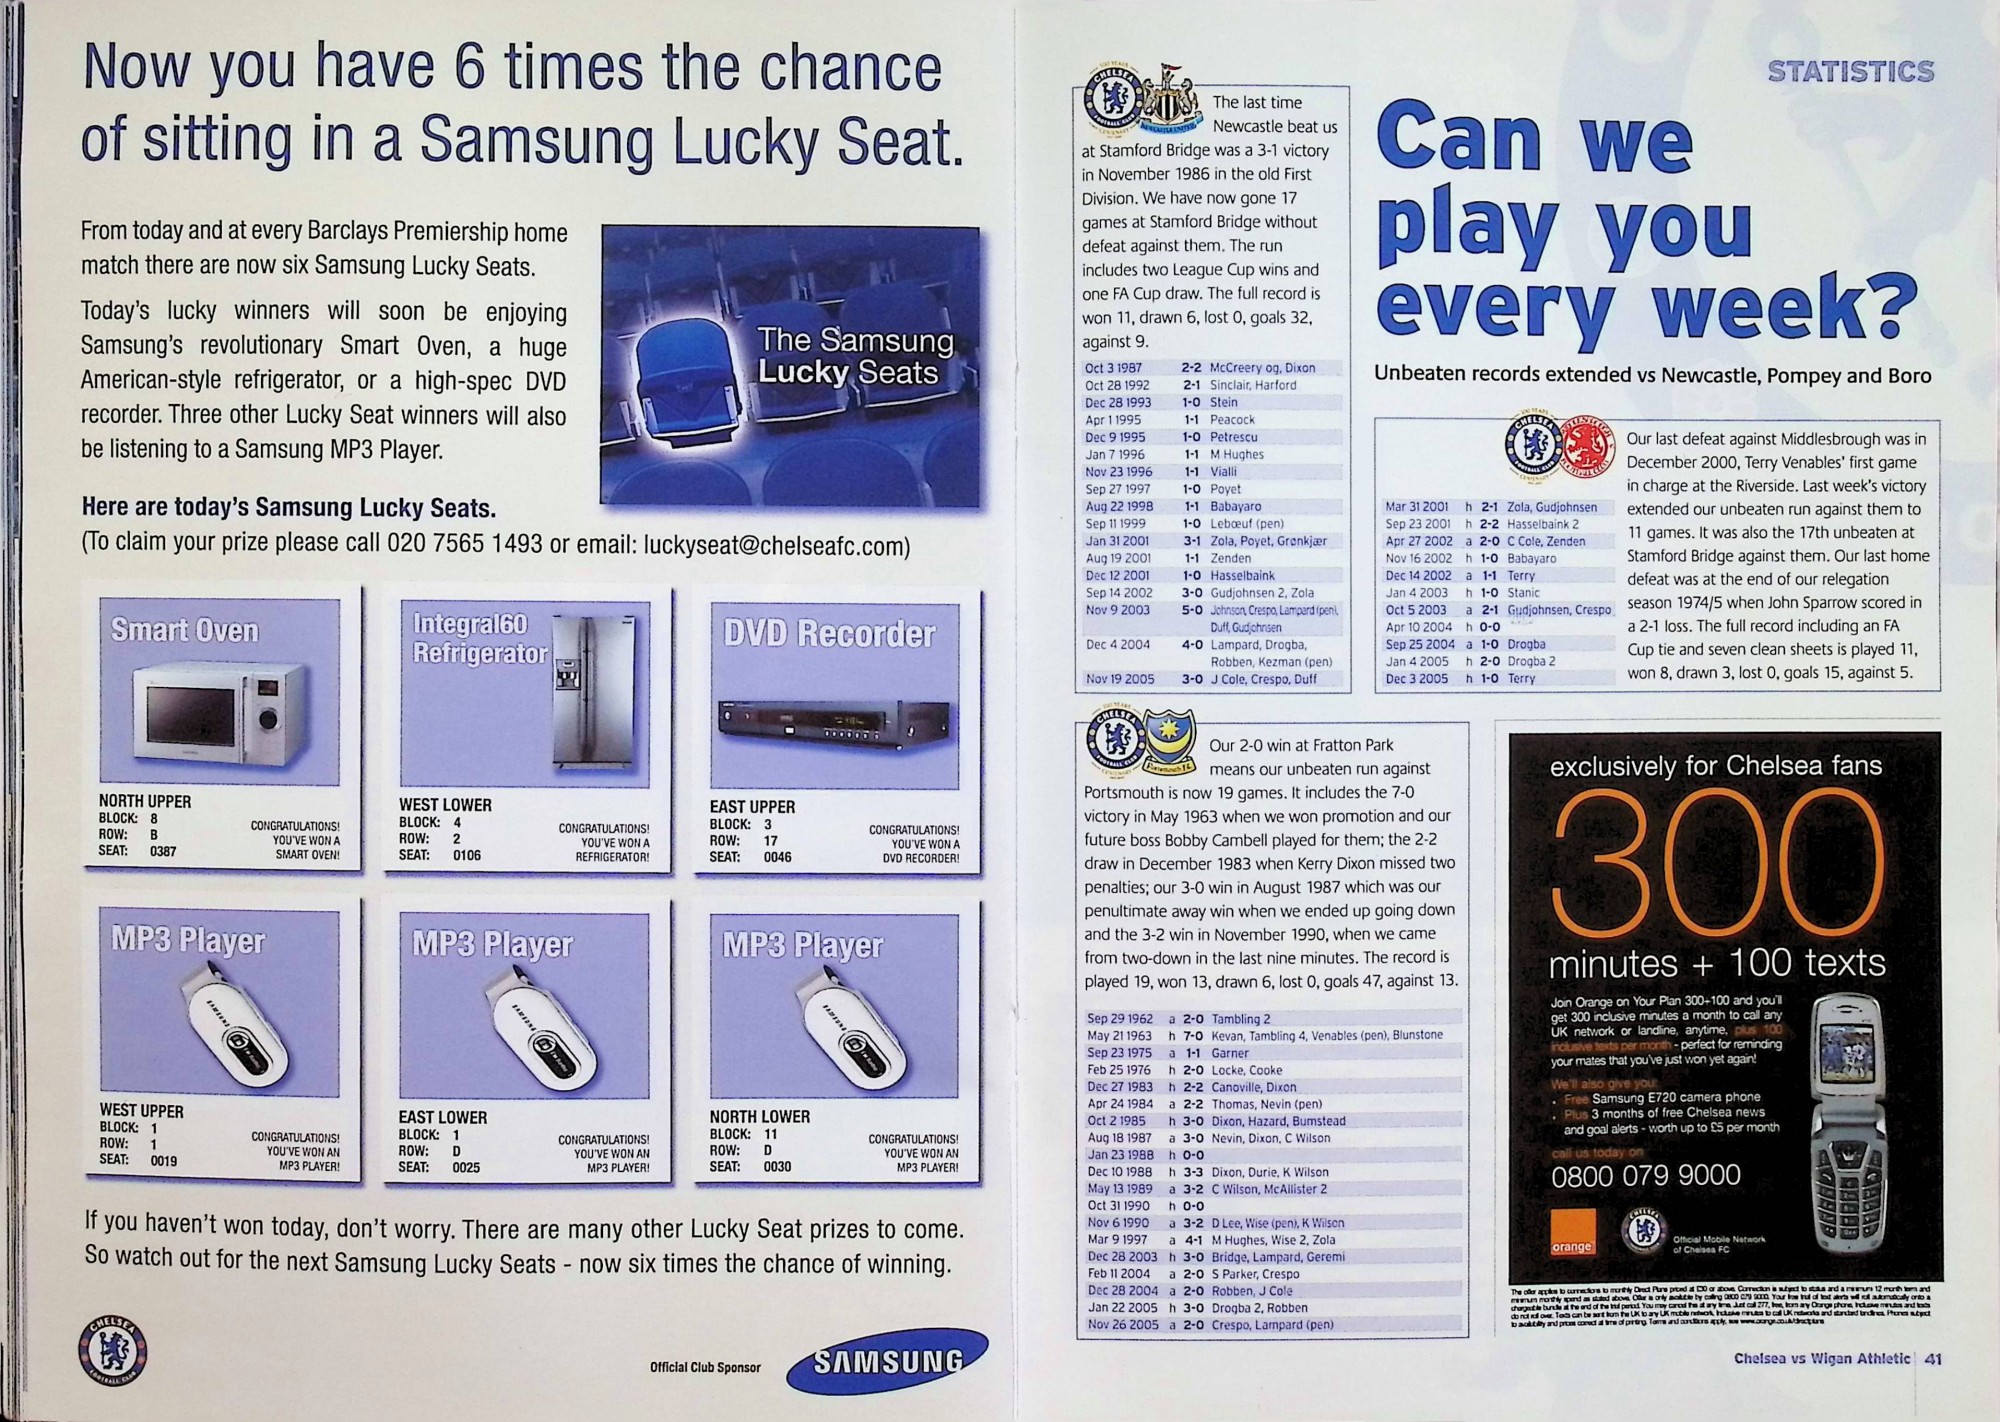 Now you have 6 times the chance
of sitting in a Samsung Lucky Seat.
From today and at every Barclays Premiership home
match there are now six Samsung Lucky Seats.
Today's lucky winners will soon be enjoying
Samsung's revolutionary Smart Oven, a huge
American-style refrigerator, or a high-spec DVD
recorder. Three other Lucky Seat winners will also
be listening to a Samsung MP3 Player.
The Samsung
Lucky Seats
Here are today's Samsung Lucky Seats.
(To claim your prize please call 020 7565 1493 or email: luckyseat@chelseafc.com)
Smart Oven
NORTH UPPER
BLOCK: 8
ROW: B
SEAT: 0387
CONGRATULATIONS!
YOU'VE WON A
SMART OVEN!
Integral60
Refrigerator
WEST LOWER
BLOCK: 4
ROW: 2
SEAT: 0106
CONGRATULATIONS!
YOU'VE WON A
REFRIGERATOR!
DVD Recorder
EAST UPPER
BLOCK: 3
ROW: 17
SEAT: 0046
CONGRATULATIONS!
YOU'VE WON A
DVD RECORDER!
MP3 Player
WEST UPPER
BLOCK: 1
ROW: 1
SEAT: 0019
CONGRATULATIONS!
YOU'VE WON AN
MP3 PLAYER!
MP3 Player
EAST LOWER
BLOCK: 1
ROW: D
SEAT: 0025
CONGRATULATIONS!
YOU'VE WON AN
MP3 PLAYER!
MP3 Player
NORTH LOWER
BLOCK: 11
ROW: D
SEAT: 0030
CONGRATULATIONS!
YOU'VE WON AN
MP3 PLAYER!
If you haven't won today, don't worry. There are many other Lucky Seat prizes to come.
So watch out for the next Samsung Lucky Seats - now six times the chance of winning.
CHELSEA
FOOTBALL CLUB
Official Club Sponsor
SAMSUNG
STATISTICS
Can we
play you
every week?
Unbeaten records extended vs Newcastle, Pompey and Boro
The last time
Newcastle beat us
at Stamford Bridge was a 3-1 victory
in November 1986 in the old First
Division. We have now gone 17
games at Stamford Bridge without
defeat against them. The run
includes two League Cup wins and
one FA Cup draw. The full record is
won 11, drawn 6, lost 0, goals 32,
against 9.
Oct 3 1987 2-2 McCreery og, Dixon
Oct 28 1992 2-1 Sinclair, Harford
Dec 28 1993 1-0 Stein
Apr 1 1995 1-1 Peacock
Dec 9 1995 1-0 Petrescu
Jan 7 1996 1-1 M Hughes
Nov 23 1996 1-1 Vialli
Sep 27 1997 1-0 Poyet
Aug 22 1998 1-1 Babayaro
Sep 11 1999 1-0 Lebœuf (pen)
Jan 31 2001 3-1 Zola, Poyet, Grønkjær
Aug 19 2001 1-1 Zenden
Dec 12 2001 1-0 Hasselbaink
Sep 14 2002 3-0 Gudjohnsen 2, Zola
Nov 9 2003 5-0 Johnson, Crespo, Lampard (pen),
Duff, Gudjohnsen
Dec 4 2004 4-0 Lampard, Drogba,
Robben, Kezman (pen)
Nov 19 2005 3-0 J Cole, Crespo, Duff
Our last defeat against Middlesbrough was in
December 2000, Terry Venables' first game
in charge at the Riverside. Last week's victory
extended our unbeaten run against them to
11 games. It was also the 17th unbeaten at
Stamford Bridge against them. Our last home
defeat was at the end of our relegation
season 1974/5 when John Sparrow scored in
a 2-1 loss. The full record including an FA
Cup tie and seven clean sheets is played 11,
won 8, drawn 3, lost 0, goals 15, against 5.
Mar 31 2001 h 2-1 Zola, Gudjohnsen
Sep 23 2001 h 2-2 Hasselbaink 2
Apr 27 2002 a 2-0 C Cole, Zenden
Nov 16 2002 h 1-0 Babayaro
Dec 14 2002 a 1-1 Terry
Jan 4 2003 h 1-0 Stanic
Oct 5 2003 a 2-1 Gudjohnsen, Crespo
Apr 10 2004 h 0-0
Sep 25 2004 a 1-0 Drogba
Jan 4 2005 h 2-0 Drogba 2
Dec 3 2005 h 1-0 Terry
Our 2-0 win at Fratton Park
means our unbeaten run against
Portsmouth is now 19 games. It includes the 7-0
victory in May 1963 when we won promotion and our
future boss Bobby Cambell played for them; the 2-2
draw in December 1983 when Kerry Dixon missed two
penalties; our 3-0 win in August 1987 which was our
penultimate away win when we ended up going down
and the 3-2 win in November 1990, when we came
from two-down in the last nine minutes. The record is
played 19, won 13, drawn 6, lost 0, goals 47, against 13.
Sep 29 1962 a 2-0 Tambling 2
May 21 1963 h 7-0 Kevan, Tambling 4, Venables (pen), Blunstone
Sep 23 1975 a 1-1 Garner
Feb 25 1976 h 2-0 Locke, Cooke
Dec 27 1983 h 2-2 Canoville, Dixon
Apr 24 1984 a 2-2 Thomas, Nevin (pen)
Oct 2 1985 h 3-0 Dixon, Hazard, Bumstead
Aug 18 1987 a 3-0 Nevin, Dixon, C Wilson
Jan 23 1988 h 0-0
Dec 10 1988 h 3-3 Dixon, Durie, K Wilson
May 13 1989 a 3-2 C Wilson, McAllister 2
Oct 31 1990 h 0-0
Nov 6 1990 a 3-2 D Lee, Wise (pen), K Wilson
Mar 9 1997 a 4-1 M Hughes, Wise 2, Zola
Dec 28 2003 h 3-0 Bridge, Lampard, Geremi
Feb 11 2004 a 2-0 S Parker, Crespo
Dec 28 2004 a 2-0 Robben, J Cole
Jan 22 2005 h 3-0 Drogba 2, Robben
Nov 26 2005 a 2-0 Crespo, Lampard (pen)
exclusively for Chelsea fans
300
minutes + 100 texts
Join Orange on Your Plan 300+100 and you'll
get 300 inclusive minutes a month to call any
UK network or landline, anytime, plus 100
inclusive texts per month - perfect for reminding
your mates that you've just won yet again!
We'll also give you:
. Free Samsung E720 camera phone
. Plus 3 months of free Chelsea news
and goal alerts - worth up to £5 per month
call us today on
0800 079 9000
orange
Official Mobile Network
of Chelsea FC
Chelsea vs Wigan Athletic 41